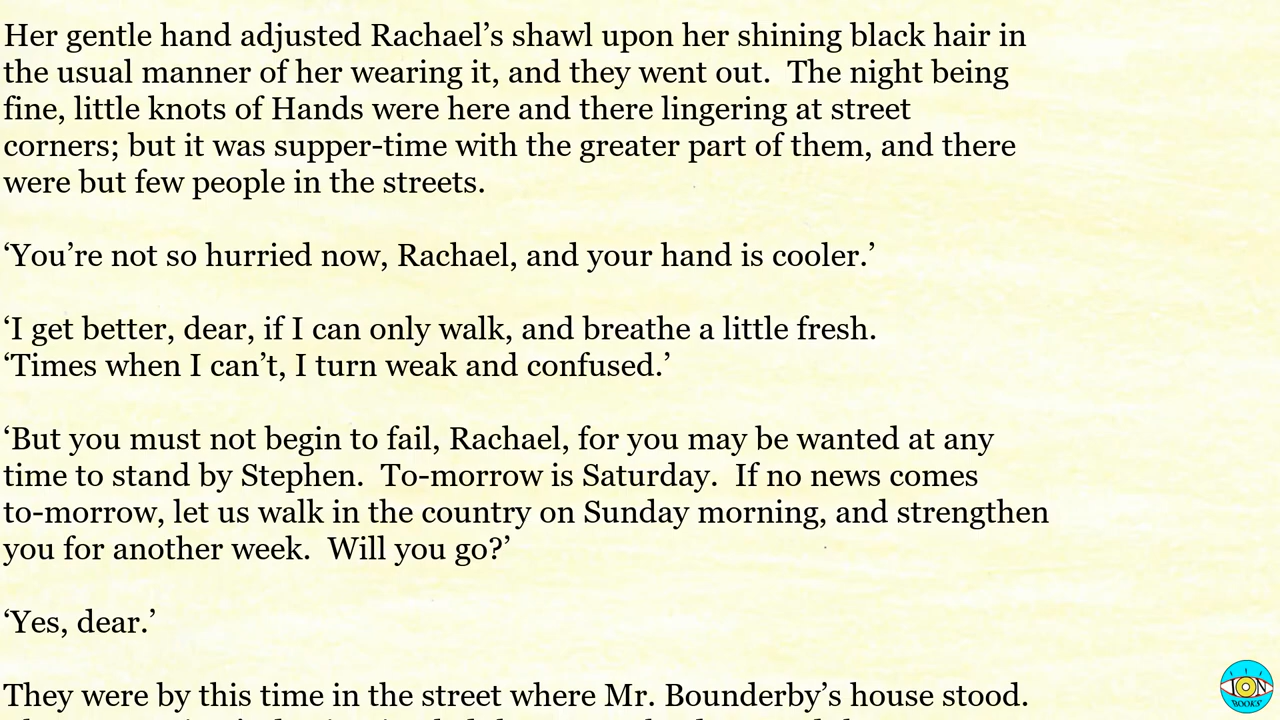 Her gentle hand adjusted Rachael’s shawl upon her shining black hair in
the usual manner of her wearing it, and they went out.  The night being
fine, little knots of Hands were here and there lingering at street
corners; but it was supper-time with the greater part of them, and there
were but few people in the streets.
‘You’re not so hurried now, Rachael, and your hand is cooler.’
‘I get better, dear, if I can only walk, and breathe a little fresh.
‘Times when I can’t, I turn weak and confused.’
‘But you must not begin to fail, Rachael, for you may be wanted at any
time to stand by Stephen.  To-morrow is Saturday.  If no news comes
to-morrow, let us walk in the country on Sunday morning, and strengthen
you for another week.  Will you go?’
‘Yes, dear.’
They were by this time in the street where Mr. Bounderby’s house stood.
ION
BOOKS